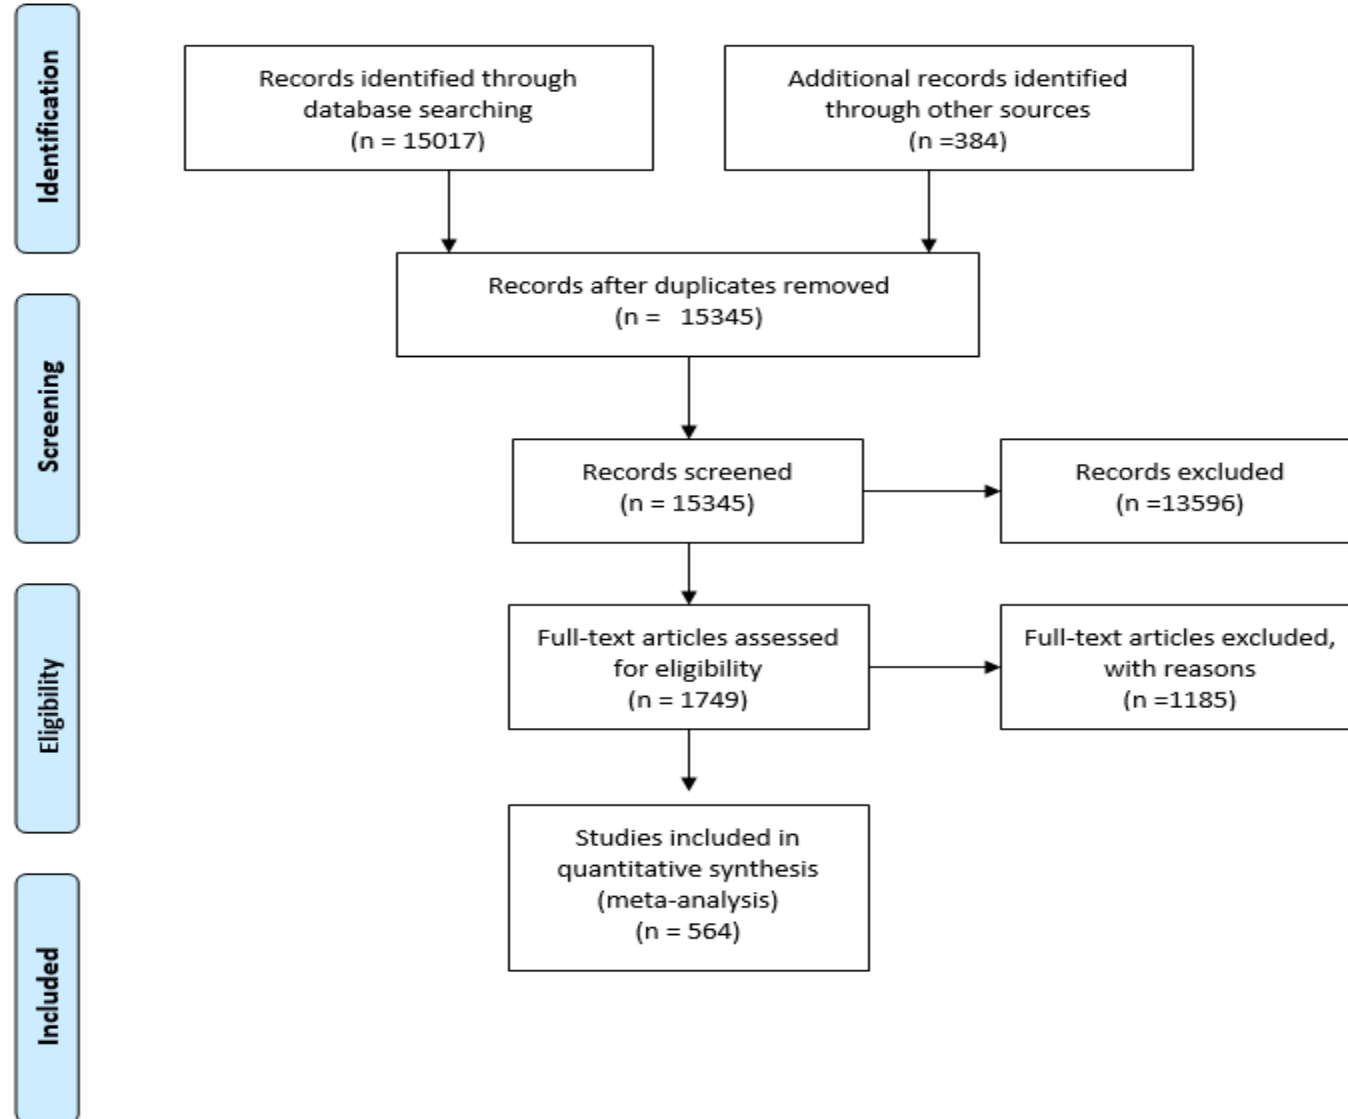 Identification
Records identified through
database searching
(n = 15017)
Additional records identified
through other sources
(n =384)
Records after duplicates removed
(n =   15345)
Screening
Records screened
(n = 15345)
Records excluded
(n =13596)
Eligibility
Full-text articles assessed
for eligibility
(n = 1749)
Full-text articles excluded,
with reasons
(n =1185)
Studies included in
quantitative synthesis
(meta-analysis)
(n = 564)
Included